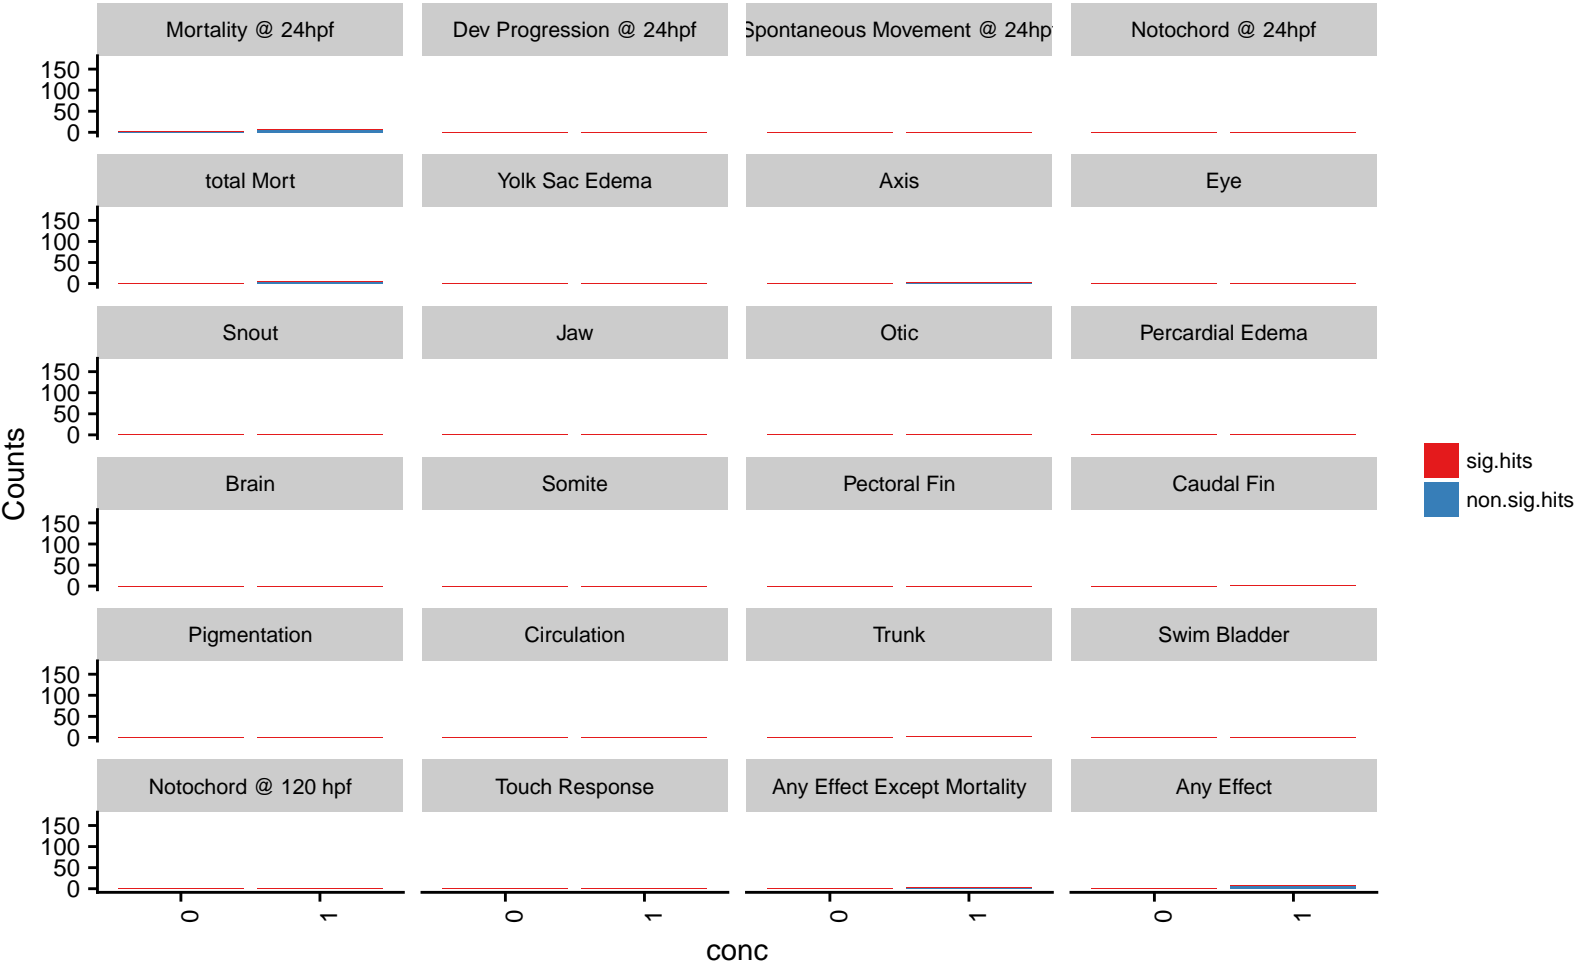 Mortality @ 24hpf
Dev Progression @ 24hpf
Spontaneous Movement @ 24hpf
Notochord @ 24hpf
150
100
50
0
total Mort
Yolk Sac Edema
Axis
Eye
150
100
50
0
Snout
Jaw
Otic
Percardial Edema
150
100
50
0
Brain
Somite
Pectoral Fin
Caudal Fin
150
100
50
0
Pigmentation
Circulation
Trunk
Swim Bladder
150
100
50
0
Notochord @ 120 hpf
Touch Response
Any Effect Except Mortality
Any Effect
150
100
50
0
0
1
0
1
0
1
0
1
conc
Counts
sig.hits
non.sig.hits